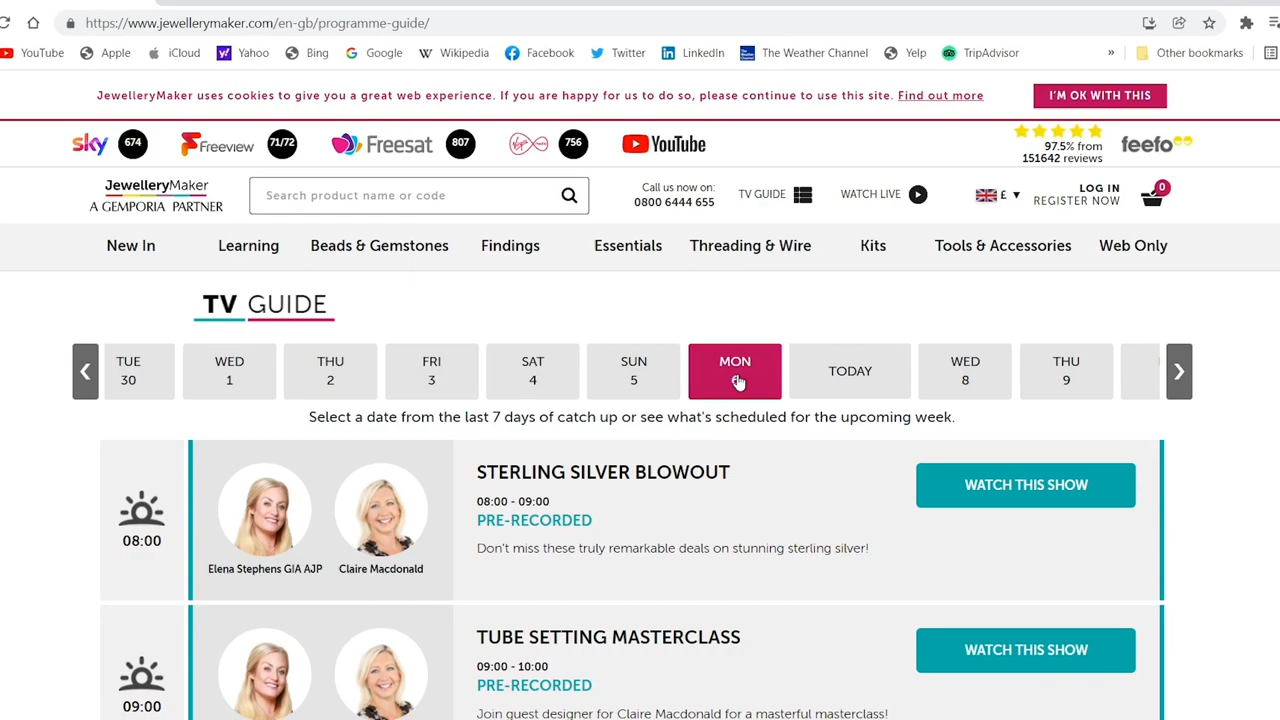 https://www.jewellerymaker.com/en-gb/programme-guide/
YouTube Apple iCloud Yahoo Bing Google Wikipedia Facebook Twitter LinkedIn The Weather Channel Yelp TripAdvisor » Other bookmarks
JewelleryMaker uses cookies to give you a great web experience. If you are happy for us to do so, please continue to use this site. Find out more
I'M OK WITH THIS
sky 674 Freeview 71/72 Freesat 807 756 YouTube
97.5% from
151642 reviews
feefo
JewelleryMaker
A GEMPORIA PARTNER
Search product name or code
Call us now on:
0800 6444 655
TV GUIDE
WATCH LIVE
£ ▼
LOG IN
REGISTER NOW
0
New In Learning Beads & Gemstones Findings Essentials Threading & Wire Kits Tools & Accessories Web Only
TV GUIDE
TUE
30
WED
1
THU
2
FRI
3
SAT
4
SUN
5
MON
TODAY
WED
8
THU
9
Select a date from the last 7 days of catch up or see what's scheduled for the upcoming week.
08:00
Elena Stephens GIA AJP
Claire Macdonald
STERLING SILVER BLOWOUT
08:00 - 09:00
PRE-RECORDED
Don't miss these truly remarkable deals on stunning sterling silver!
WATCH THIS SHOW
09:00
TUBE SETTING MASTERCLASS
09:00 - 10:00
PRE-RECORDED
Join guest designer for Claire Macdonald for a masterful masterclass!
WATCH THIS SHOW